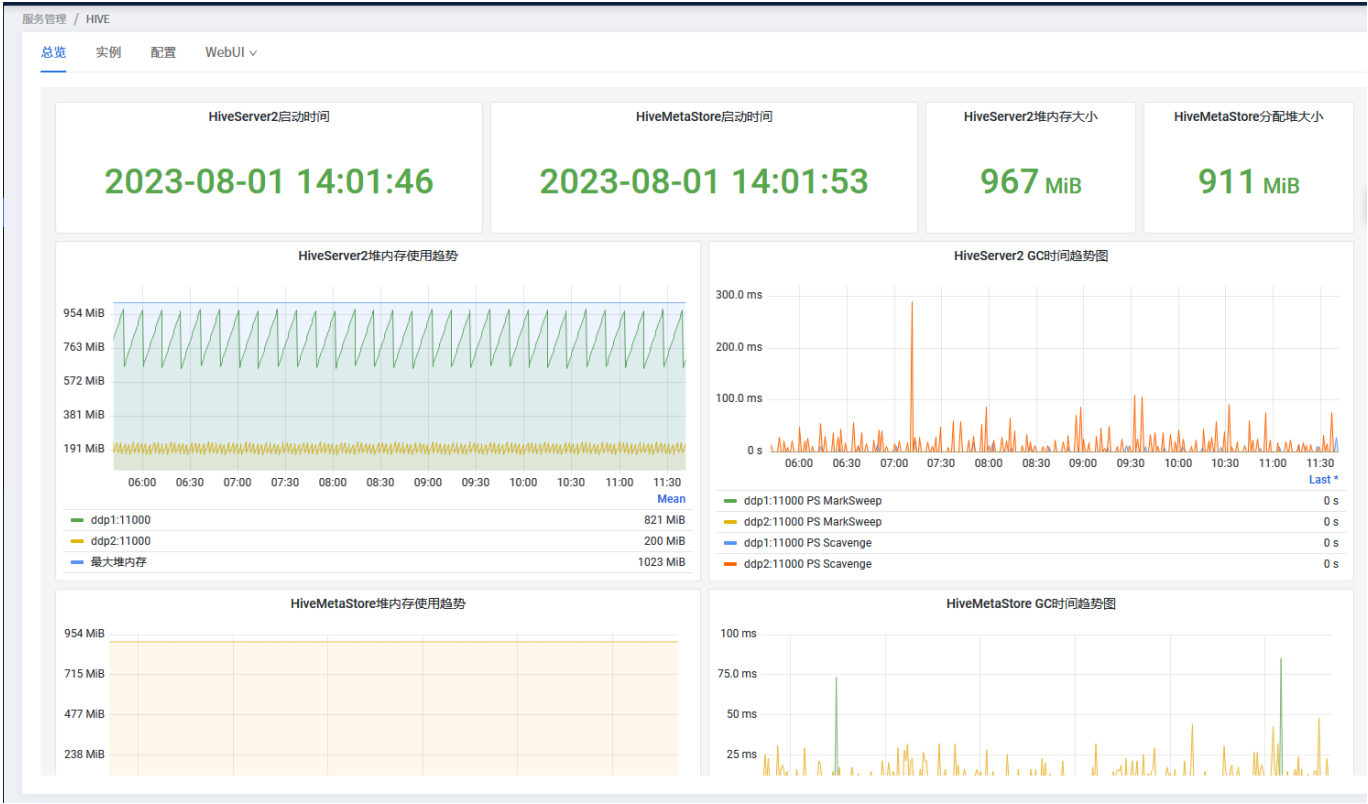 服务管理 / HIVE
总览 实例 配置 WebUI
HiveServer2启动时间
2023-08-01 14:01:46
HiveMetaStore启动时间
2023-08-01 14:01:53
HiveServer2堆内存大小
967 MiB
HiveMetaStore分配堆大小
911 MiB
HiveServer2堆内存使用趋势
954 MiB
763 MiB
572 MiB
381 MiB
191 MiB
06:00 06:30 07:00 07:30 08:00 08:30 09:00 09:30 10:00 10:30 11:00 11:30
Mean
ddp1:11000 821 MiB
ddp2:11000 200 MiB
最大堆内存 1023 MiB
HiveServer2 GC时间趋势图
300.0 ms
200.0 ms
100.0 ms
0 s
06:00 06:30 07:00 07:30 08:00 08:30 09:00 09:30 10:00 10:30 11:00 11:30
Last *
ddp1:11000 PS MarkSweep 0 s
ddp2:11000 PS MarkSweep 0 s
ddp1:11000 PS Scavenge 0 s
ddp2:11000 PS Scavenge 0 s
HiveMetaStore堆内存使用趋势
954 MiB
715 MiB
477 MiB
238 MiB
HiveMetaStore GC时间趋势图
100 ms
75.0 ms
50 ms
25 ms